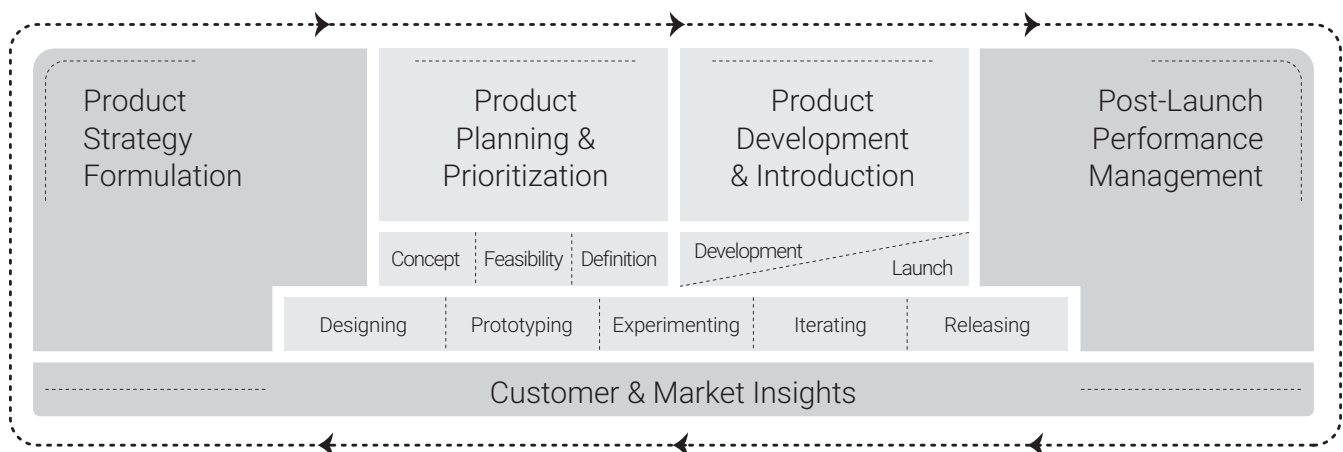 Product
Strategy
Formulation
Product
Planning &
Prioritization
Product
Development
& Introduction
Post-Launch
Performance
Management
Concept
Feasibility
Definition
Development
Launch
Designing
Prototyping
Experimenting
Iterating
Releasing
Customer & Market Insights